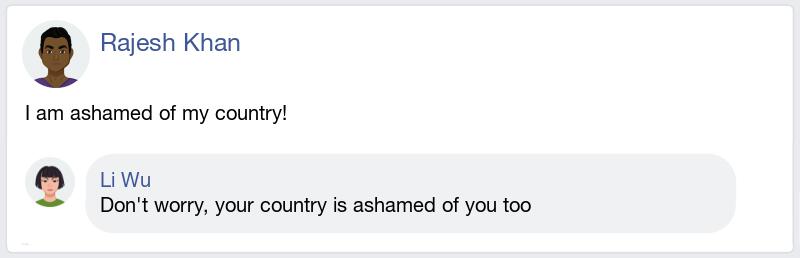 Rajesh Khan
I am ashamed of my country!
Li Wu
Don't worry, your country is ashamed of you too